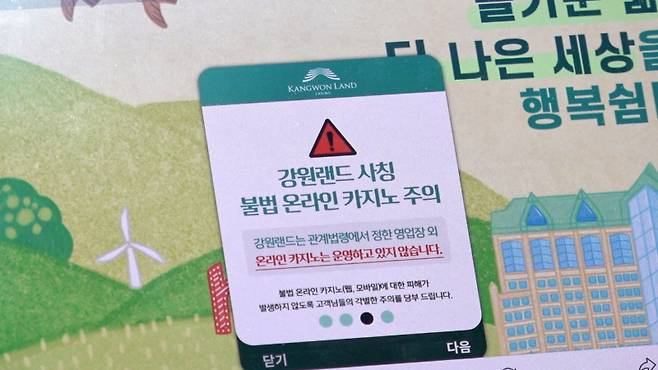 즐거운
더 나은 세상을
행복쉼
KANGWON LAND
CASINO
강원랜드 사칭
불법 온라인 카지노 주의
강원랜드는 관계법령에서 정한 영업장 외
온라인 카지노는 운영하고 있지 않습니다.
불법 온라인 카지노(웹, 모바일)에 대한 피해가
발생하지 않도록 고객님들의 각별한 주의를 당부 드립니다.
닫기
다음